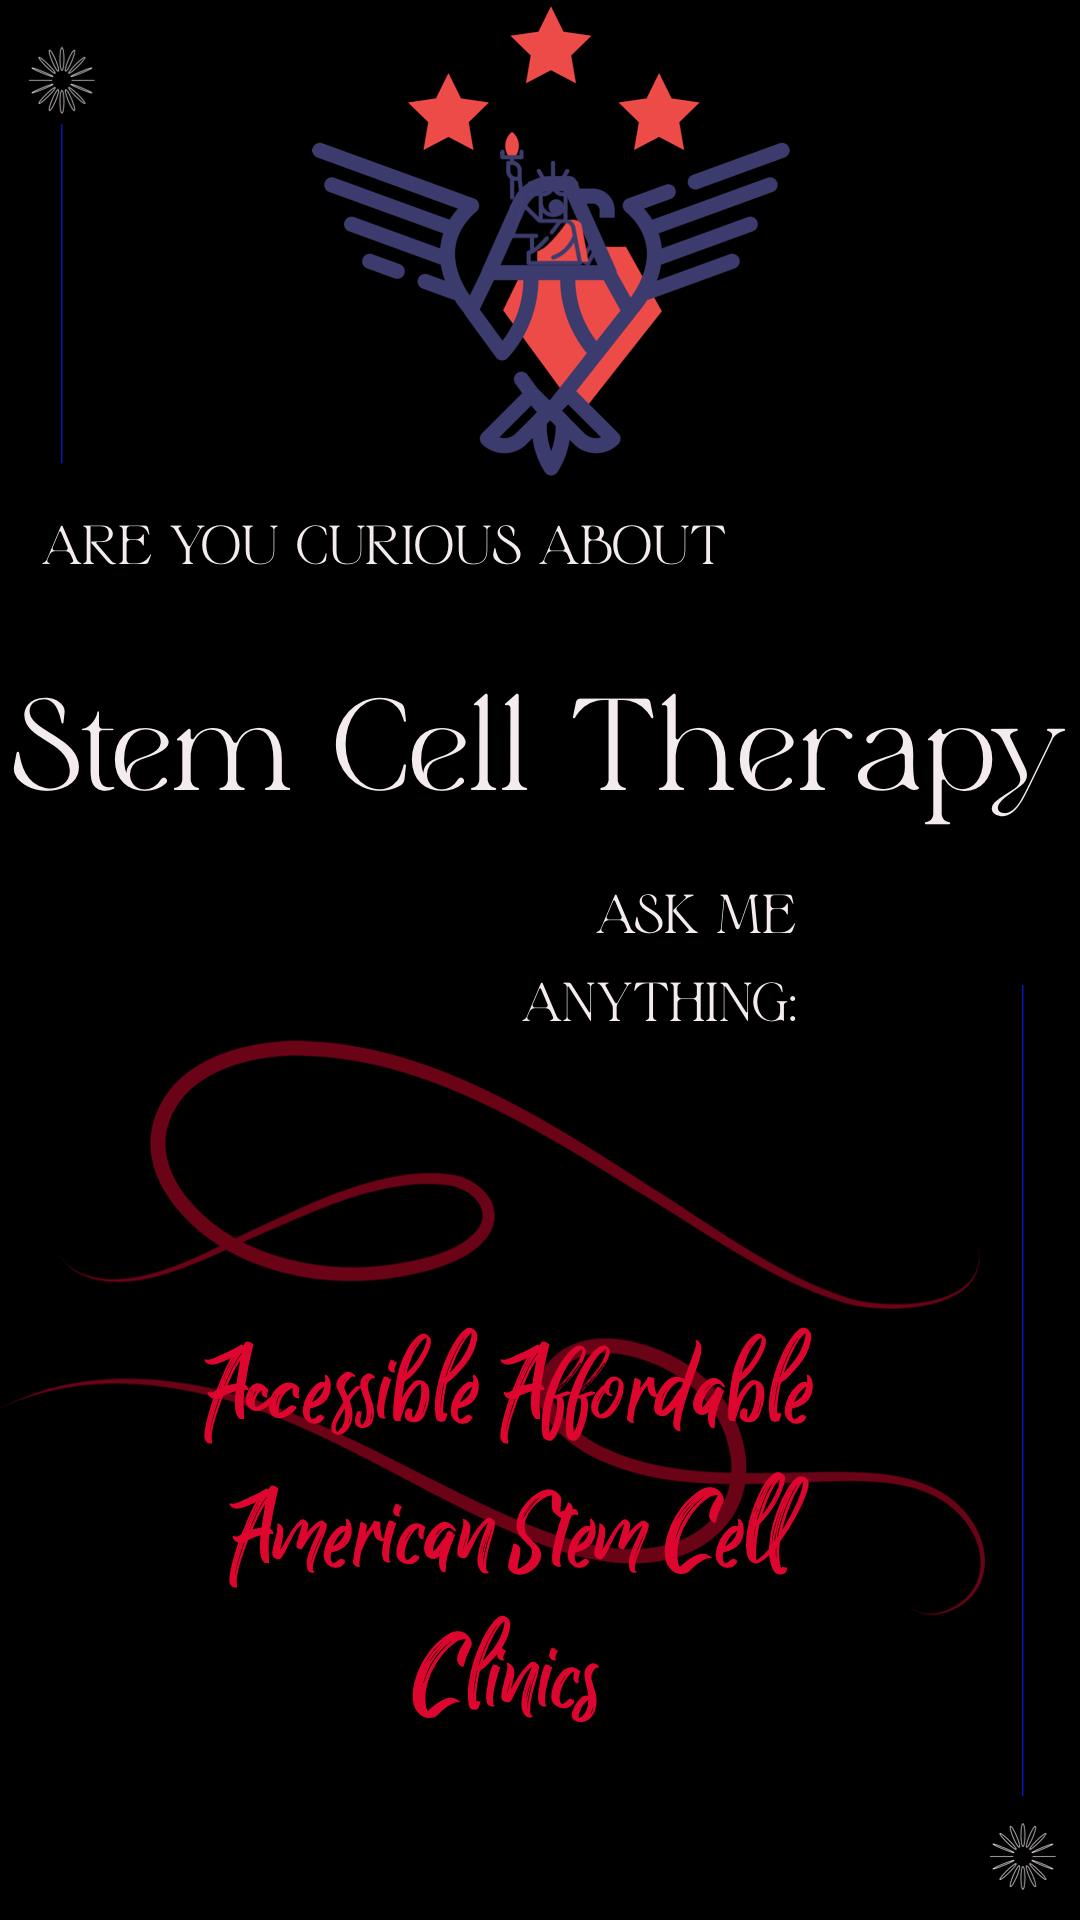 ARE YOU CURIOUS ABOUT
Stem Cell Therapy
ASK ME
ANYTHING:
Accessible Affordable
American Stem Cell
Clinics